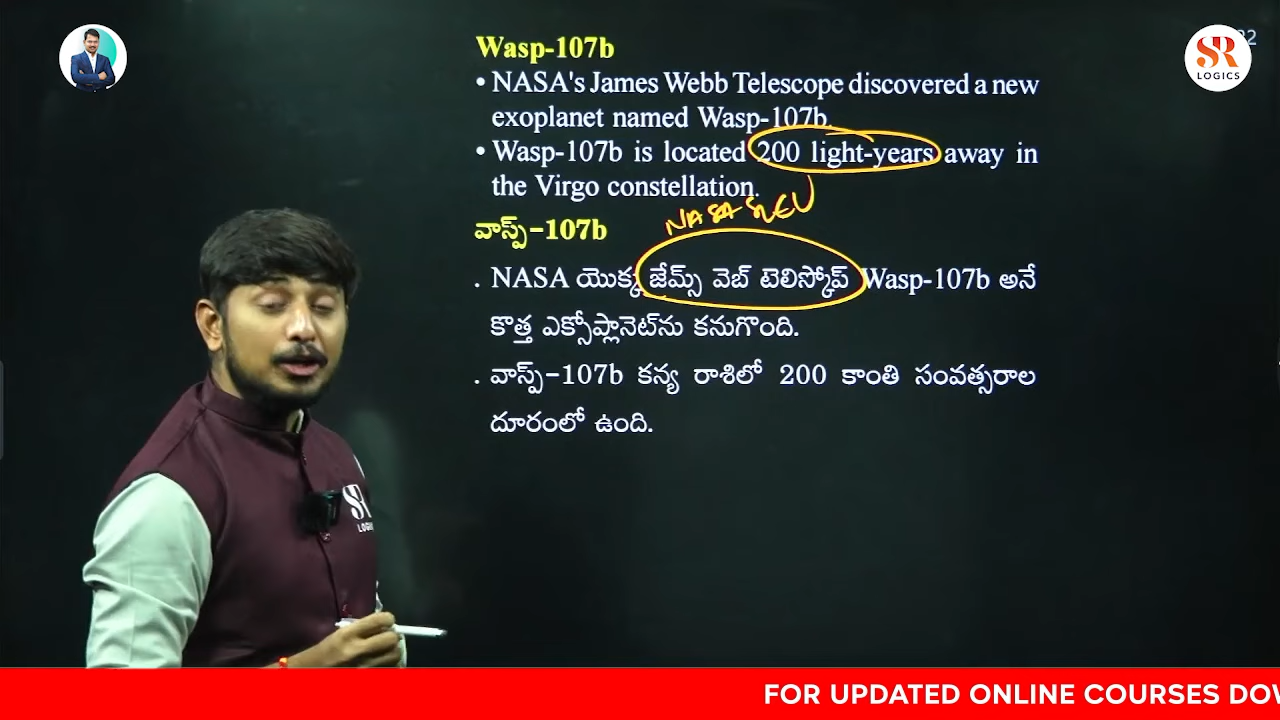 Wasp-107b
• NASA's James Webb Telescope discovered a new
exoplanet named Wasp-107b.
• Wasp-107b is located 200 light-years away in
the Virgo constellation.
వాస్ప్-107b
. NASA యొక్క జేమ్స్ వెబ్ టెలిస్కోప్ Wasp-107b అనే
కొత్త ఎక్సోప్లానెట్‌ను కనుగొంది.
. వాస్ప్-107b కన్య రాశిలో 200 కాంతి సంవత్సరాల
దూరంలో ఉంది.
SR
LOGICS
SR
FOR UPDATED ONLINE COURSES DOW